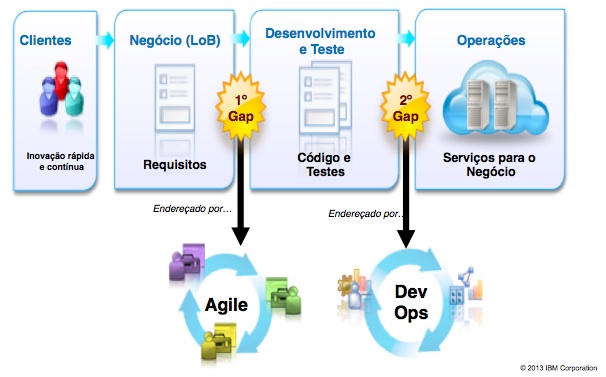 Clientes
Inovação rápida
e contínua
Negócio (LoB)
Requisitos
1º
Gap
Desenvolvimento
e Teste
Código e
Testes
2º
Gap
Operações
Serviços para o
Negócio
Endereçado por...
Endereçado por...
Agile
Dev
Ops
© 2013 IBM Corporation